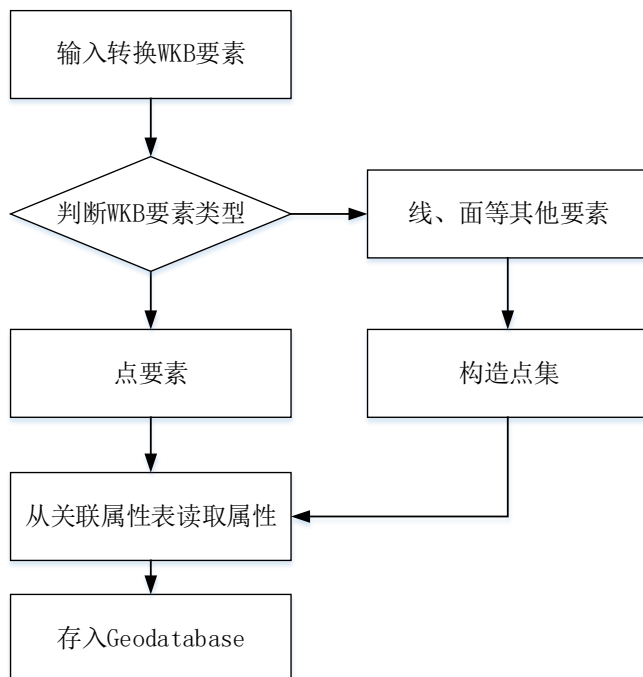 输入转换WKB要素
判断WKB要素类型
线、面等其他要素
点要素
构造点集
从关联属性表读取属性
存入Geodatabase